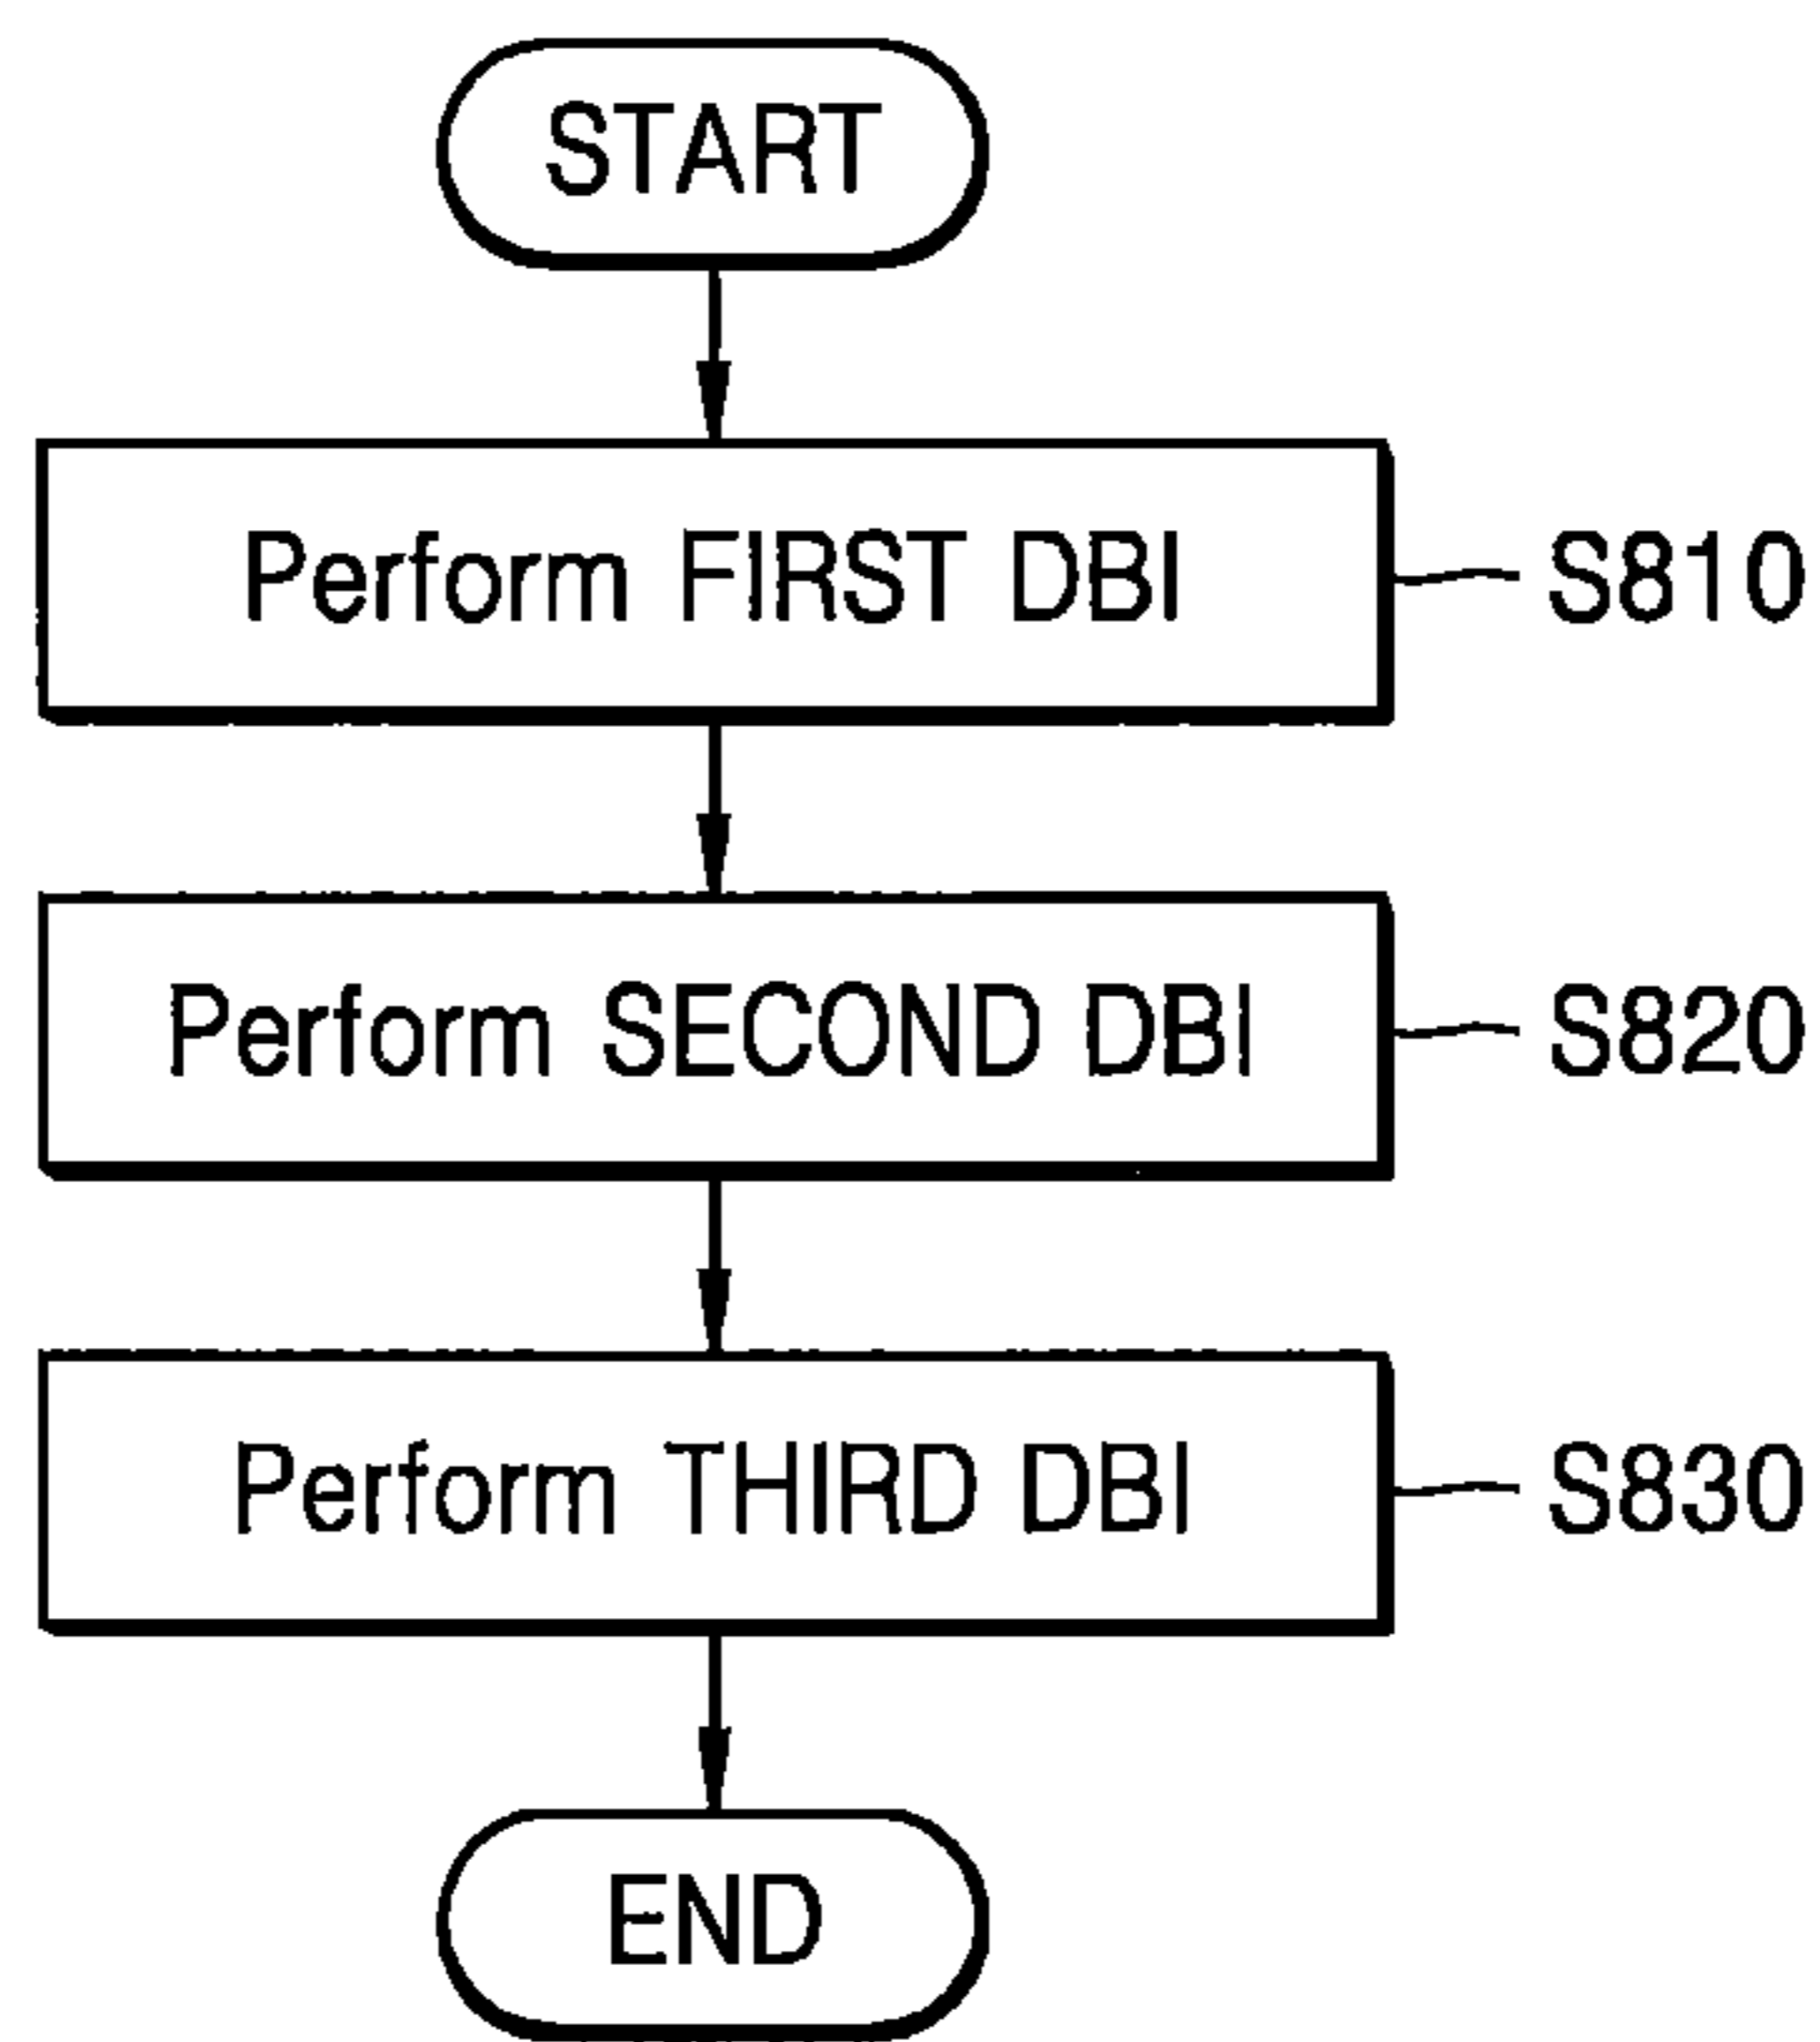 START
Perform FIRST DBI
S810
Perform SECOND DBI
S820
Perform THIRD DBI
S830
END